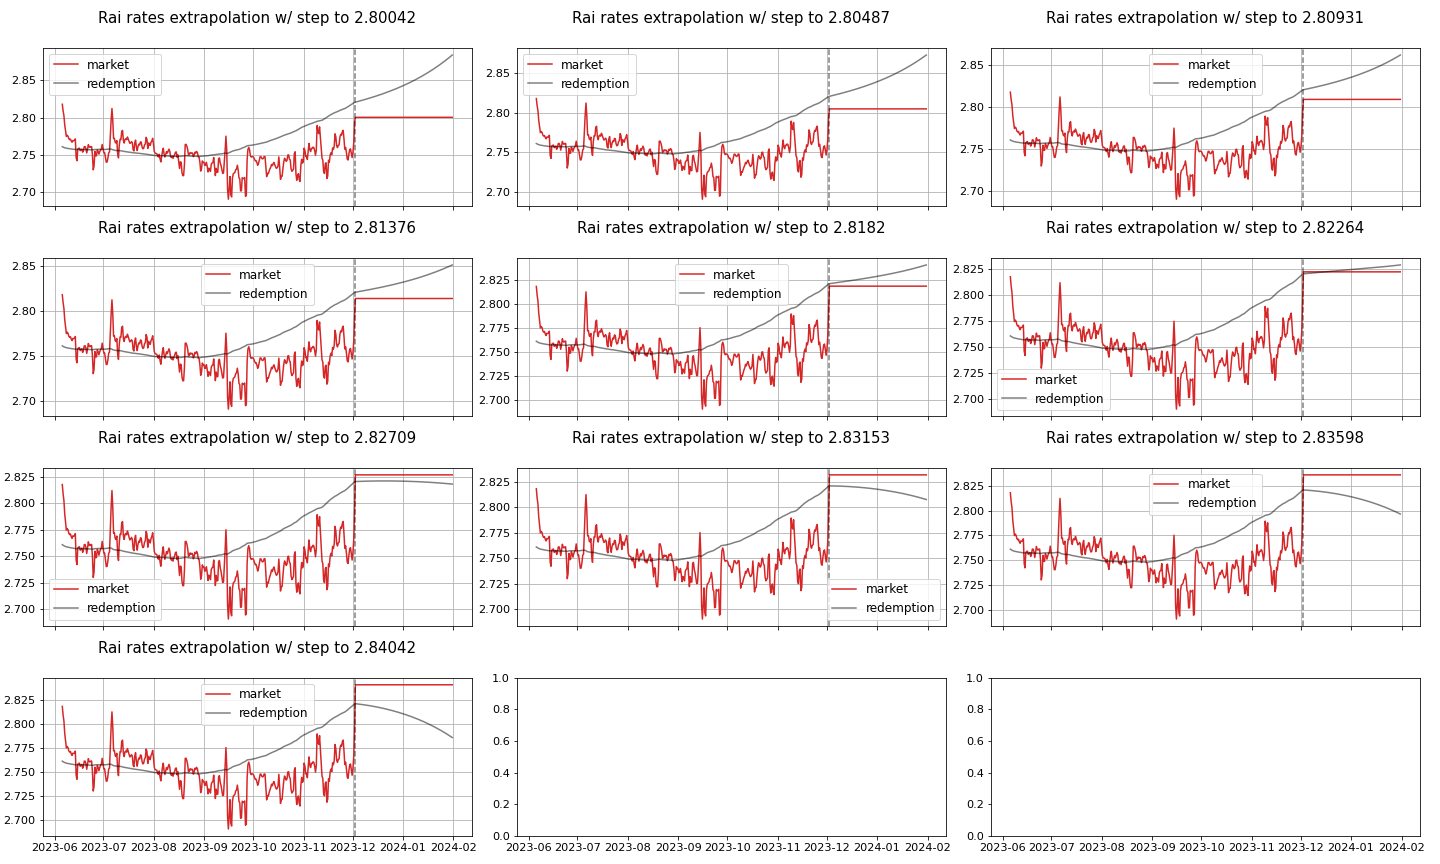 Rai rates extrapolation w/ step to 2.80042
Rai rates extrapolation w/ step to 2.80487
Rai rates extrapolation w/ step to 2.80931
market
redemption
2.85
2.80
2.75
2.70
market
redemption
2.85
2.80
2.75
2.70
market
redemption
2.85
2.80
2.75
2.70
Rai rates extrapolation w/ step to 2.81376
Rai rates extrapolation w/ step to 2.8182
Rai rates extrapolation w/ step to 2.82264
market
redemption
2.85
2.80
2.75
2.70
market
redemption
2.825
2.800
2.775
2.750
2.725
2.700
2.825
2.800
2.775
2.750
2.725
2.700
market
redemption
Rai rates extrapolation w/ step to 2.82709
Rai rates extrapolation w/ step to 2.83153
Rai rates extrapolation w/ step to 2.83598
2.825
2.800
2.775
2.750
2.725
2.700
market
redemption
2.825
2.800
2.775
2.750
2.725
2.700
market
redemption
market
redemption
2.825
2.800
2.775
2.750
2.725
2.700
Rai rates extrapolation w/ step to 2.84042
market
redemption
2.825
2.800
2.775
2.750
2.725
2.700
2023-06 2023-07 2023-08 2023-09 2023-10 2023-11 2023-12 2024-01 2024-02
1.0
0.8
0.6
0.4
0.2
0.0
2023-06 2023-07 2023-08 2023-09 2023-10 2023-11 2023-12 2024-01 2024-02
1.0
0.8
0.6
0.4
0.2
0.0
2023-06 2023-07 2023-08 2023-09 2023-10 2023-11 2023-12 2024-01 2024-02